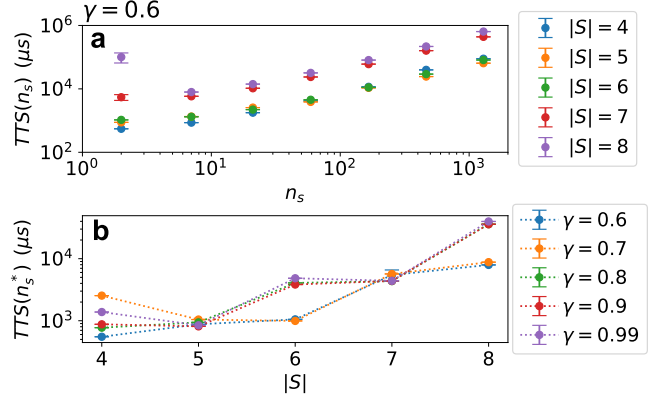 γ = 0.6
a
TTS(n_s) (μs)
10^6
10^4
10^2
10^0
10^1
10^2
10^3
n_s
|S| = 4
|S| = 5
|S| = 6
|S| = 7
|S| = 8
b
TTS(n_s^*) (μs)
10^4
10^3
4
5
6
7
8
|S|
γ = 0.6
γ = 0.7
γ = 0.8
γ = 0.9
γ = 0.99